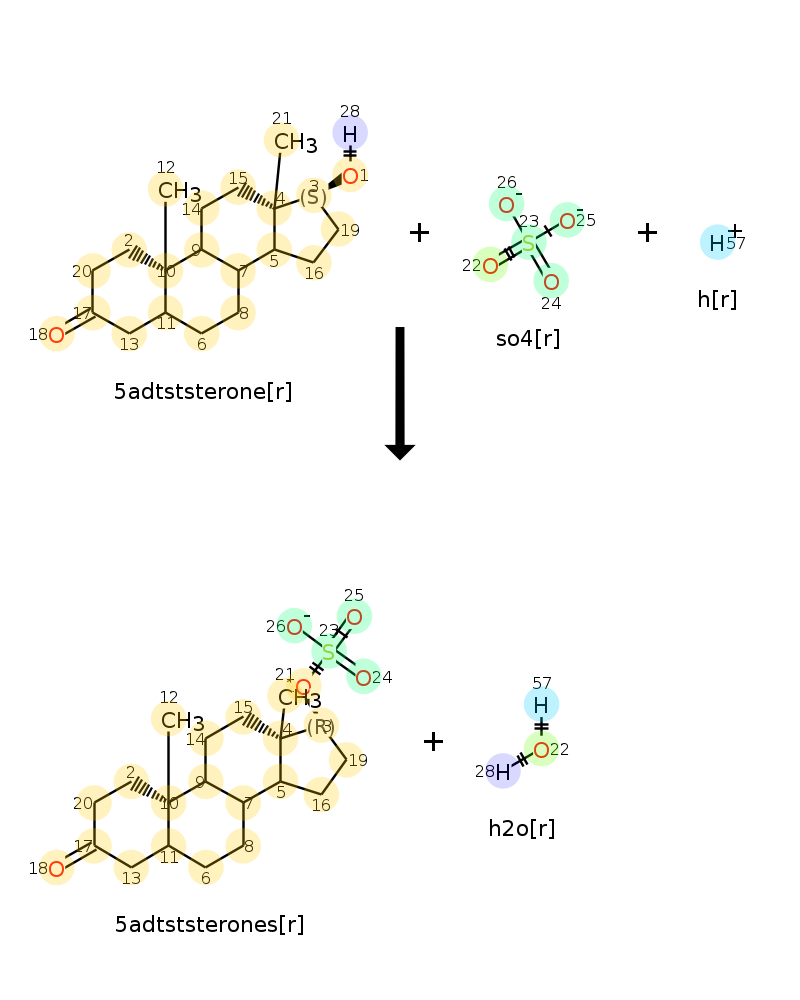 28
H
21
CH3
12
CH3
3
(S)
O1
15
14
4
2
9
19
20
10
7
5
16
17
11
8
18O
13
6
5adtststerone[r]
+
26
O-
23
S
O-25
22O
O
24
so4[r]
+
H+57
h[r]
25
O
26O-
23
S
O24
21
CH3
O
12
CH3
15
14
4
(R)
3
2
9
19
20
10
7
5
16
17
11
8
18O
13
6
5adtststerones[r]
+
57
H
28H
O22
h2o[r]